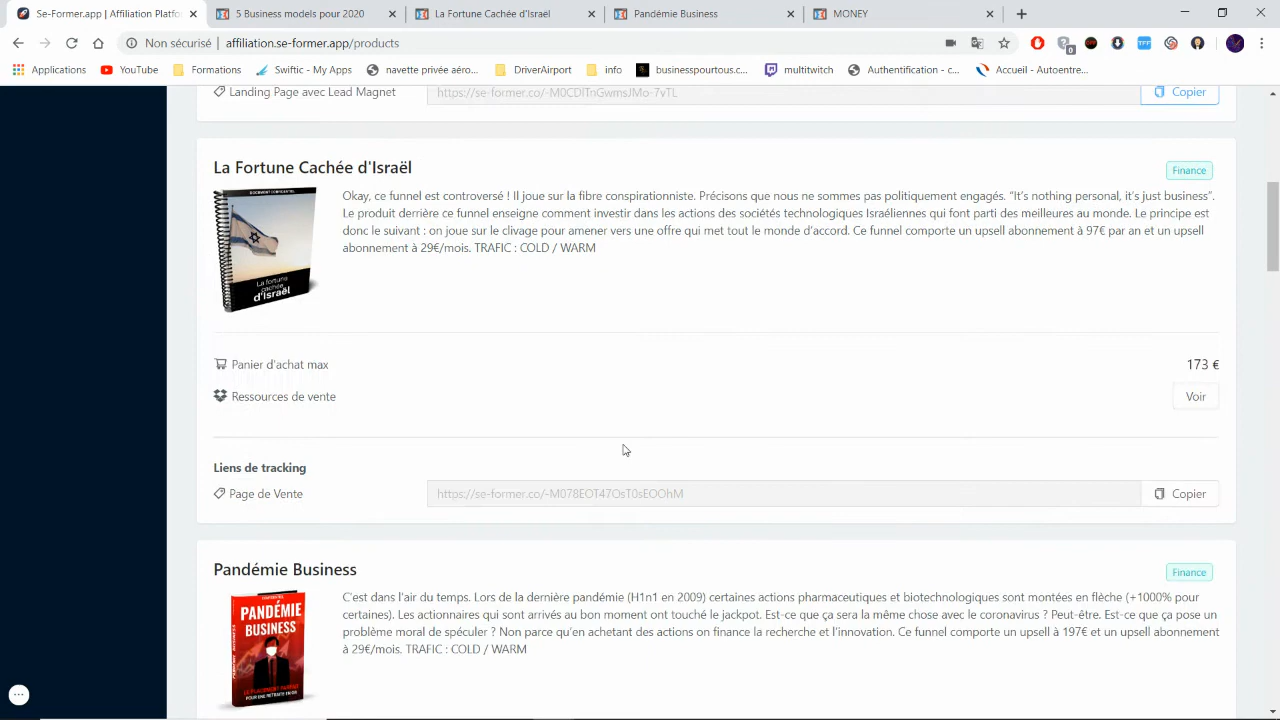 Se-Former.app | Affiliation Platfo
5 Business models pour 2020
La Fortune Cachée d'Israël
Pandémie Business
MONEY
Non sécurisé | affiliation.se-former.app/products
Applications
YouTube
Formations
Swiftic - My Apps
navette privée aero...
DrivinAirport
info
businesspourtous.c...
multitwitch
Authentification - c...
Accueil - Autoentre...
Landing Page avec Lead Magnet
Copier
La Fortune Cachée d'Israël
Finance
Okay, ce funnel est controversé ! Il joue sur la fibre conspirationniste. Précisons que nous ne sommes pas politiquement engagés. “It's nothing personal, it's just business”.
Le produit derrière ce funnel enseigne comment investir dans les actions des sociétés technologiques Israéliennes qui font parti des meilleures au monde. Le principe est
donc le suivant : on joue sur le clivage pour amener vers une offre qui met tout le monde d'accord. Ce funnel comporte un upsell abonnement à 97€ par an et un upsell
abonnement à 29€/mois. TRAFIC : COLD / WARM
La fortune
cachée
d'israël
Panier d'achat max
173 €
Ressources de vente
Voir
Liens de tracking
Page de Vente
https://se-former.co/-M078EOT47OsT0sEOOhM
Copier
Pandémie Business
Finance
C'est dans l'air du temps. Lors de la dernière pandémie (H1n1 en 2009), certaines actions pharmaceutiques et biotechnologiques sont montées en flèche (+1000% pour
certaines). Les actionnaires qui sont entrés au bon moment ont touché le jackpot. Est-ce que ça sera la même chose avec le coronavirus ? Peut-être. Est-ce que ça pose un
problème moral de spéculer ? Non parce qu'en achetant des actions on finance la recherche et l'innovation. Ce funnel comporte un upsell à 197€ et un upsell abonnement
à 29€/mois. TRAFIC : COLD / WARM
PANDÉMIE
BUSINESS
LE PLACEMENT PARFAIT
POUR UNE RETRAITE EN OR